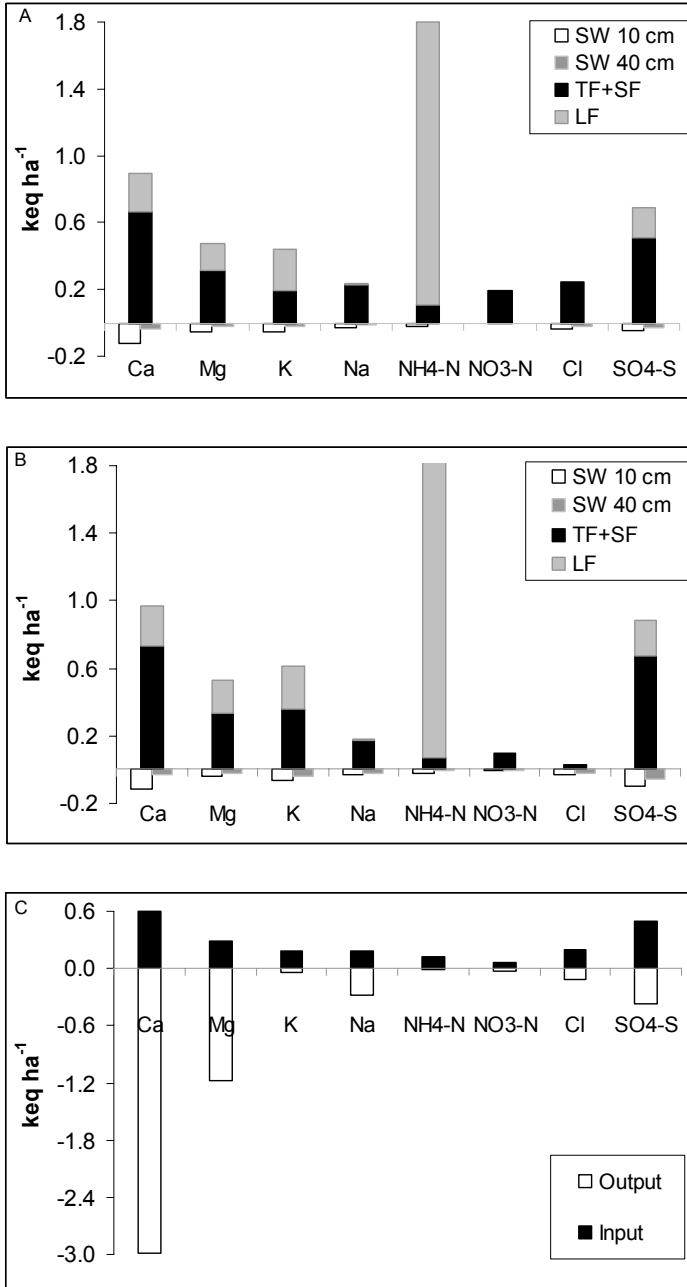 A
1.8
1.4
1.0
0.6
0.2
-0.2
keq ha⁻¹
SW 10 cm
SW 40 cm
TF+SF
LF
Ca Mg K Na NH4-N NO3-N Cl SO4-S
B
1.8
1.4
1.0
0.6
0.2
-0.2
keq ha⁻¹
SW 10 cm
SW 40 cm
TF+SF
LF
Ca Mg K Na NH4-N NO3-N Cl SO4-S
C
0.6
0.0
-0.6
-1.2
-1.8
-2.4
-3.0
keq ha⁻¹
Ca Mg K Na NH4-N NO3-N Cl SO4-S
Output
Input